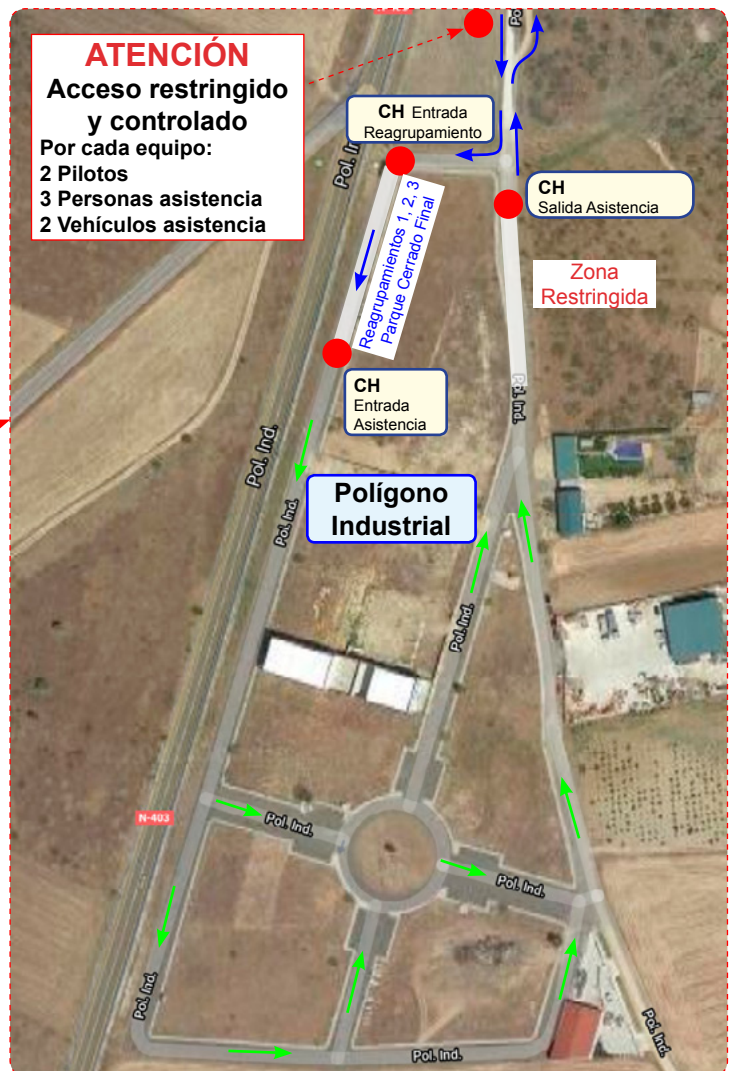 ATENCIÓN
Acceso restringido
y controlado
Por cada equipo:
2 Pilotos
3 Personas asistencia
2 Vehículos asistencia
CH Entrada
Reagrupamiento
CH
Salida Asistencia
Reagrupamientos 1, 2, 3
Parque Cerrado Final
Zona
Restringida
CH
Entrada
Asistencia
Pol. Ind.
Pol. Ind.
Polígono
Industrial
Pol. Ind.
Pol. Ind.
N-403
Pol. Ind.
Pol. Ind.
Pol. Ind.
Pol. Ind.
Pol. Ind.